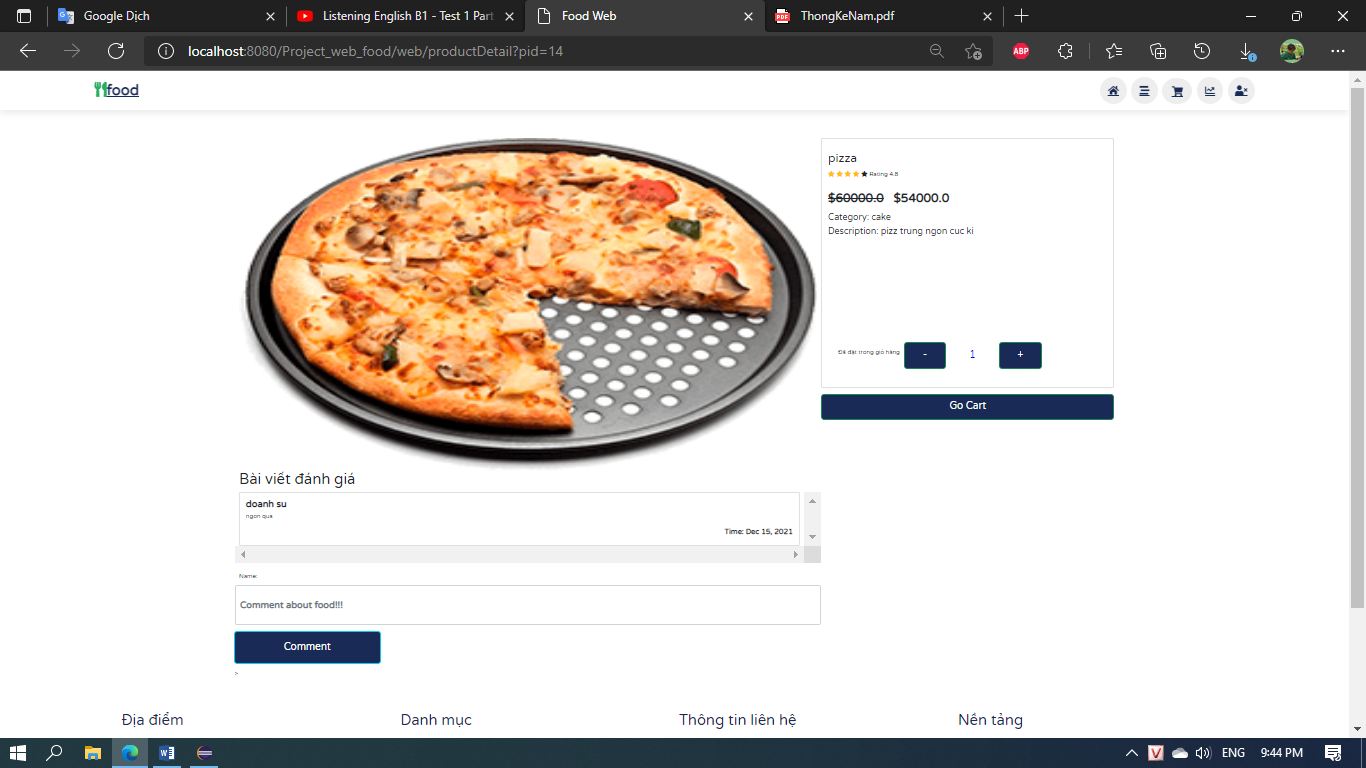 Google Dịch
Listening English B1 - Test 1 Part
Food Web
ThongKeNam.pdf
localhost:8080/Project_web_food/web/productDetail?pid=14
ABP
food
pizza
Rating 4.8
$60000.0 $54000.0
Category: cake
Description: pizz trung ngon cuc ki
Đã đặt trong giỏ hàng
- 1 +
Go Cart
Bài viết đánh giá
doanh su
ngon qua
Time: Dec 15, 2021
Name:
Comment about food!!!
Comment
>
Địa điểm
Danh mục
Thông tin liên hệ
Nền tảng
ENG
9:44 PM